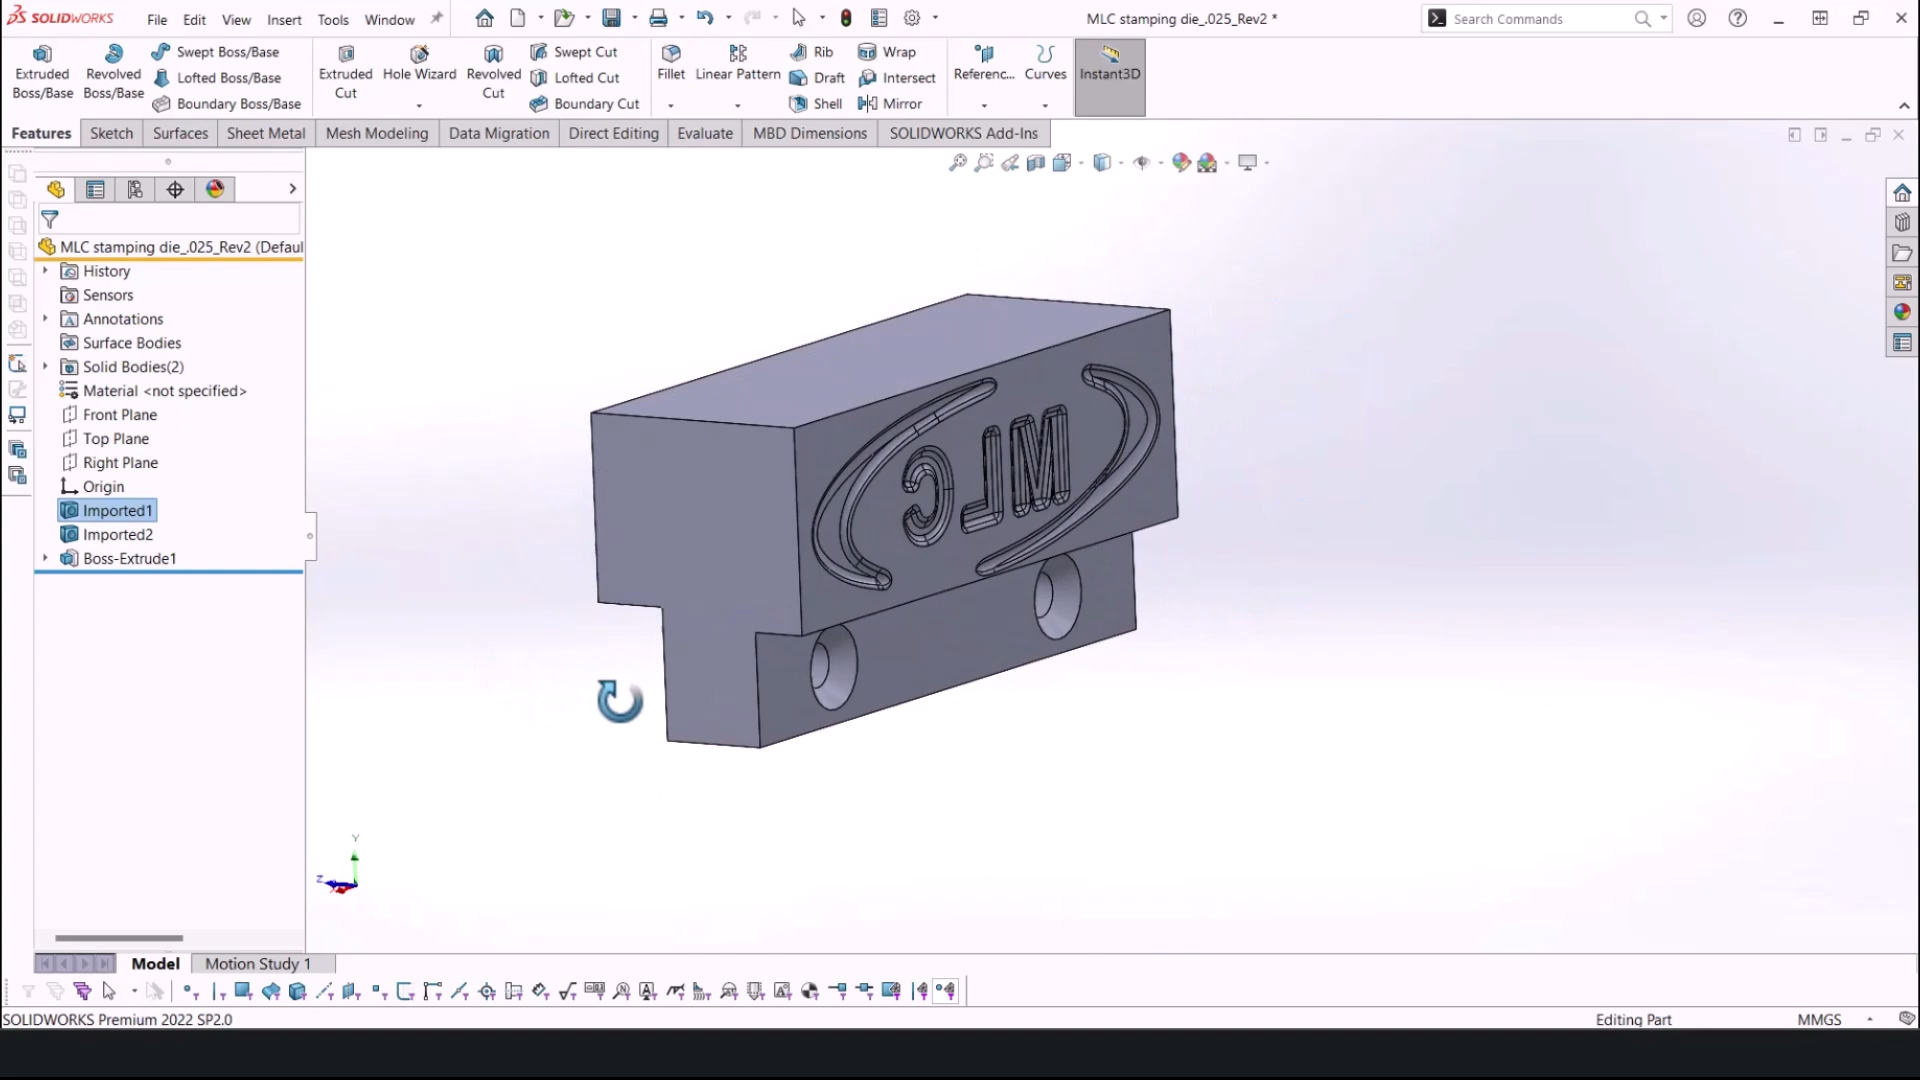 SOLIDWORKS File Edit View Insert Tools Window MLC stamping die_.025_Rev2 * Search Commands
Extruded Boss/Base
Revolved Boss/Base
Swept Boss/Base
Lofted Boss/Base
Boundary Boss/Base
Extruded Cut
Hole Wizard
Revolved Cut
Swept Cut
Lofted Cut
Boundary Cut
Fillet
Linear Pattern
Rib
Draft
Shell
Wrap
Intersect
Mirror
Referenc...
Curves
Instant3D
Features Sketch Surfaces Sheet Metal Mesh Modeling Data Migration Direct Editing Evaluate MBD Dimensions SOLIDWORKS Add-Ins
MLC stamping die_.025_Rev2 (Defaul
History
Sensors
Annotations
Surface Bodies
Solid Bodies(2)
Material <not specified>
Front Plane
Top Plane
Right Plane
Origin
Imported1
Imported2
Boss-Extrude1
MLC
Y
Z
Model Motion Study 1
SOLIDWORKS Premium 2022 SP2.0 Editing Part MMGS